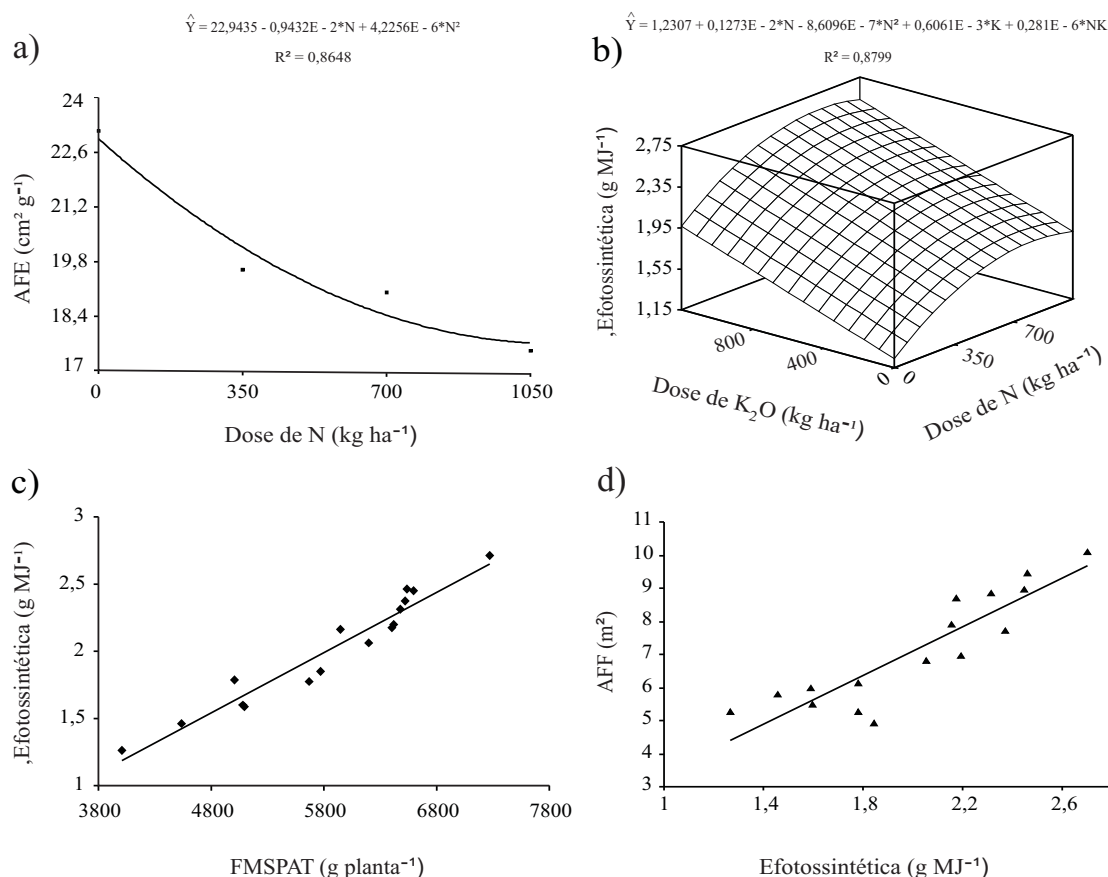 a)
^
Y = 22,9435 - 0,9432E - 2*N + 4,2256E - 6*N²
R² = 0,8648
24
22,6
21,2
19,8
18,4
17
AFE (cm² g⁻¹)
0 350 700 1050
Dose de N (kg ha⁻¹)
b)
^
Y = 1,2307 + 0,1273E - 2*N - 8,6096E - 7*N² + 0,6061E - 3*K + 0,281E - 6*NK
R² = 0,8799
2,75
2,35
1,95
1,55
1,15
,Efotossintética (g MJ⁻¹)
800 400 0
Dose de K₂O (kg ha⁻¹)
0 350 700
Dose de N (kg ha⁻¹)
c)
3
2,5
2
1,5
1
,Efotossintética (g MJ⁻¹)
3800 4800 5800 6800 7800
FMSPAT (g planta⁻¹)
d)
11
10
9
8
7
6
5
4
3
AFF (m²)
1 1,4 1,8 2,2 2,6
Efotossintética (g MJ⁻¹)